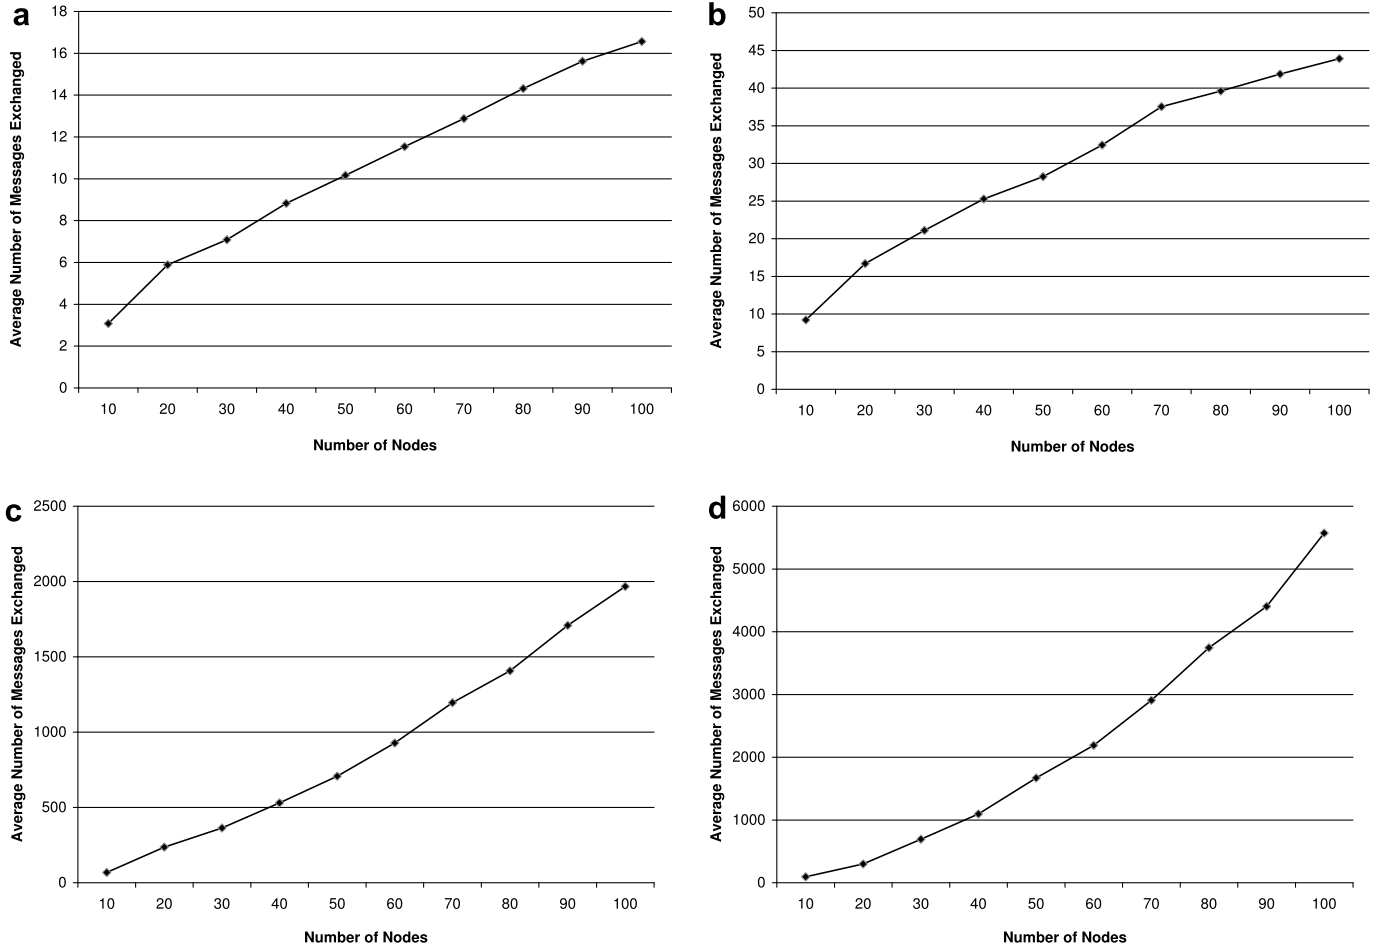 a
Average Number of Messages Exchanged
18
16
14
12
10
8
6
4
2
0
10 20 30 40 50 60 70 80 90 100
Number of Nodes
b
Average Number of Messages Exchanged
50
45
40
35
30
25
20
15
10
5
0
10 20 30 40 50 60 70 80 90 100
Number of Nodes
c
Average Number of Messages Exchanged
2500
2000
1500
1000
500
0
10 20 30 40 50 60 70 80 90 100
Number of Nodes
d
Average Number of Messages Exchanged
6000
5000
4000
3000
2000
1000
0
10 20 30 40 50 60 70 80 90 100
Number of Nodes